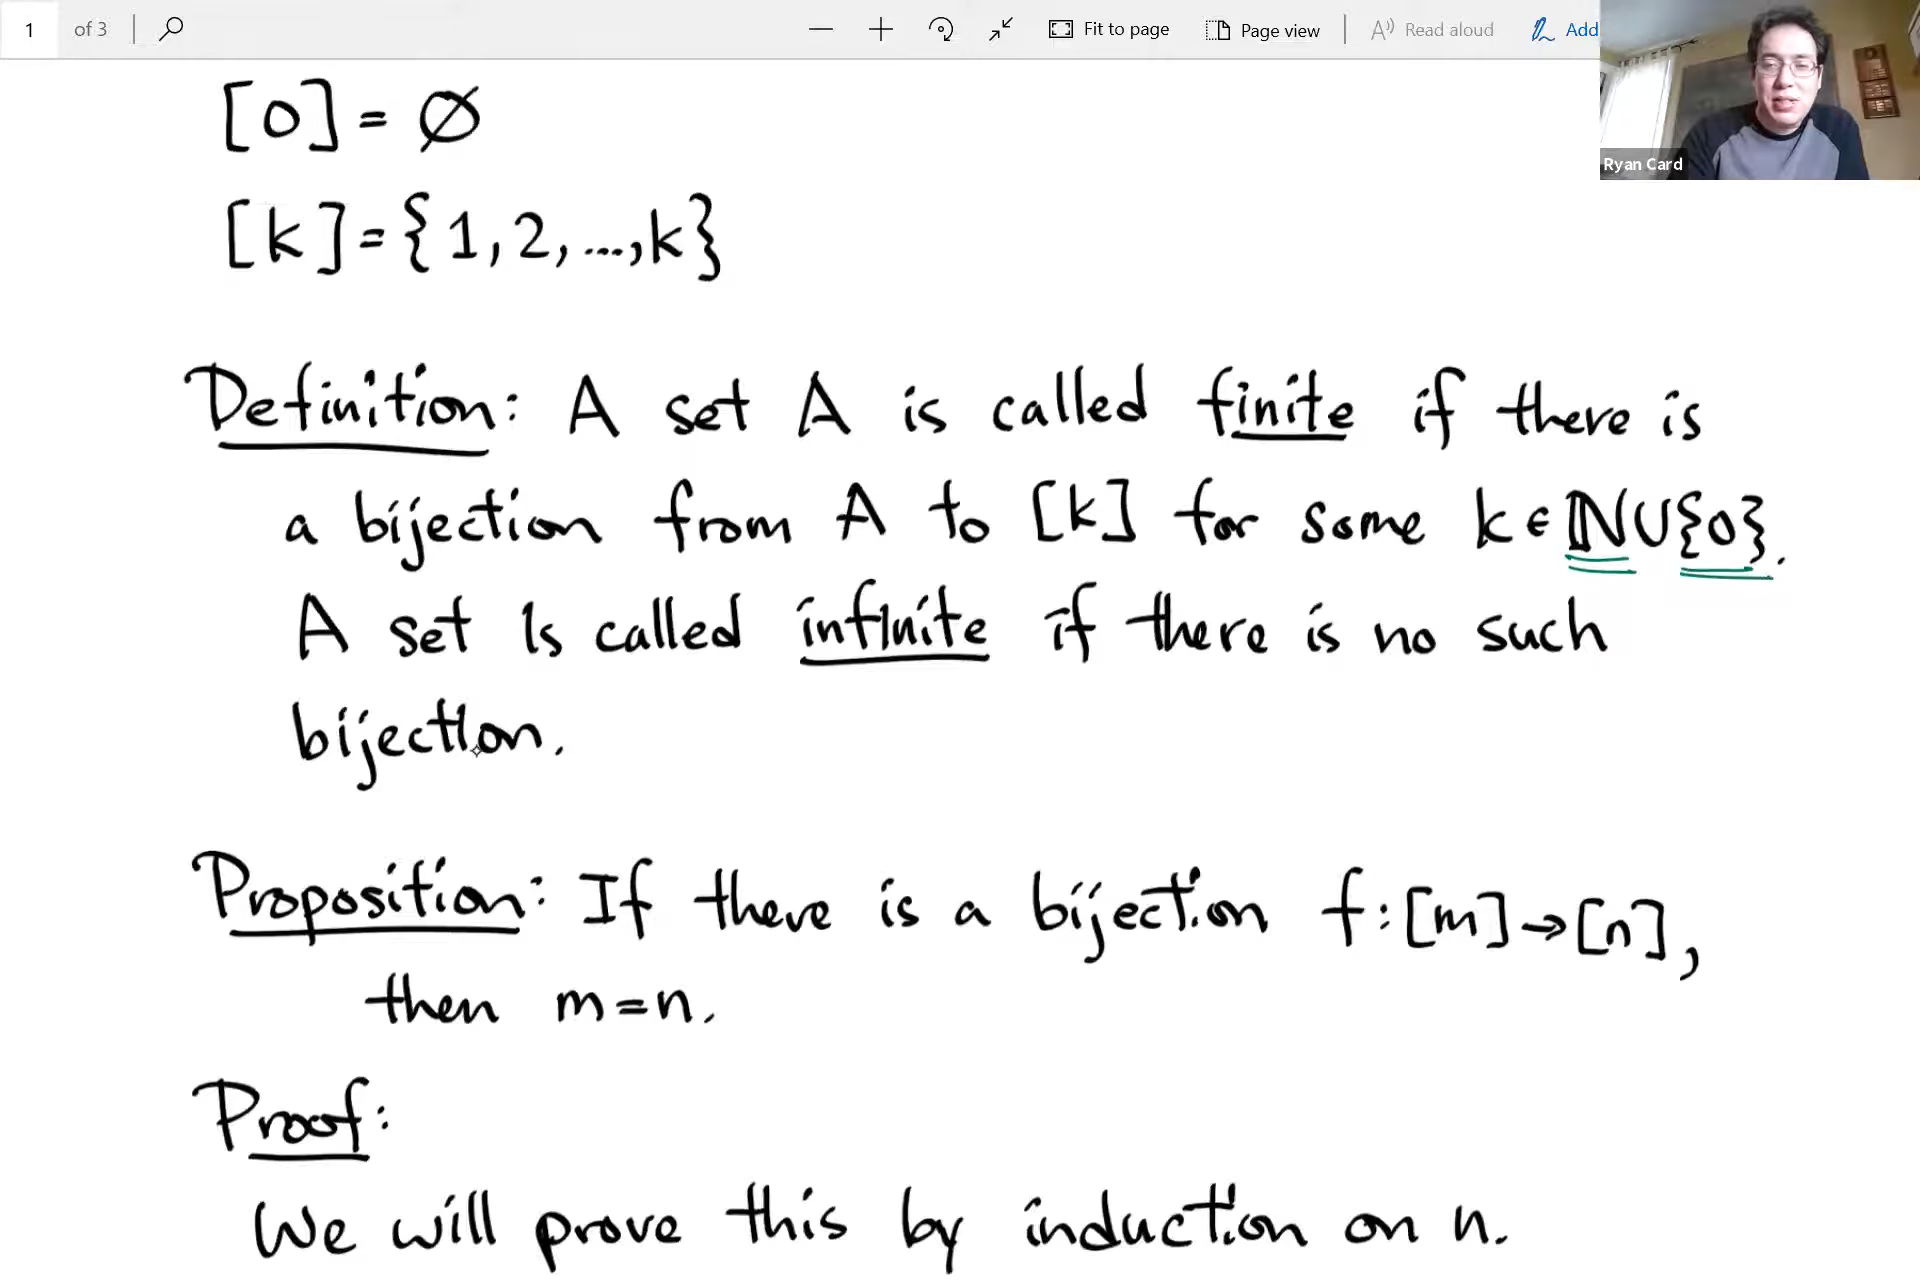 1 of 3 Fit to page Page view Read aloud Add
Ryan Card
[0] = ∅
[k] = {1, 2, ..., k}
Definition: A set A is called finite if there is
a bijection from A to [k] for some k ∈ ℕ∪{0}.
A set is called infinite if there is no such
bijection.
Proposition: If there is a bijection f: [m]→[n],
then m=n.
Proof:
We will prove this by induction on n.